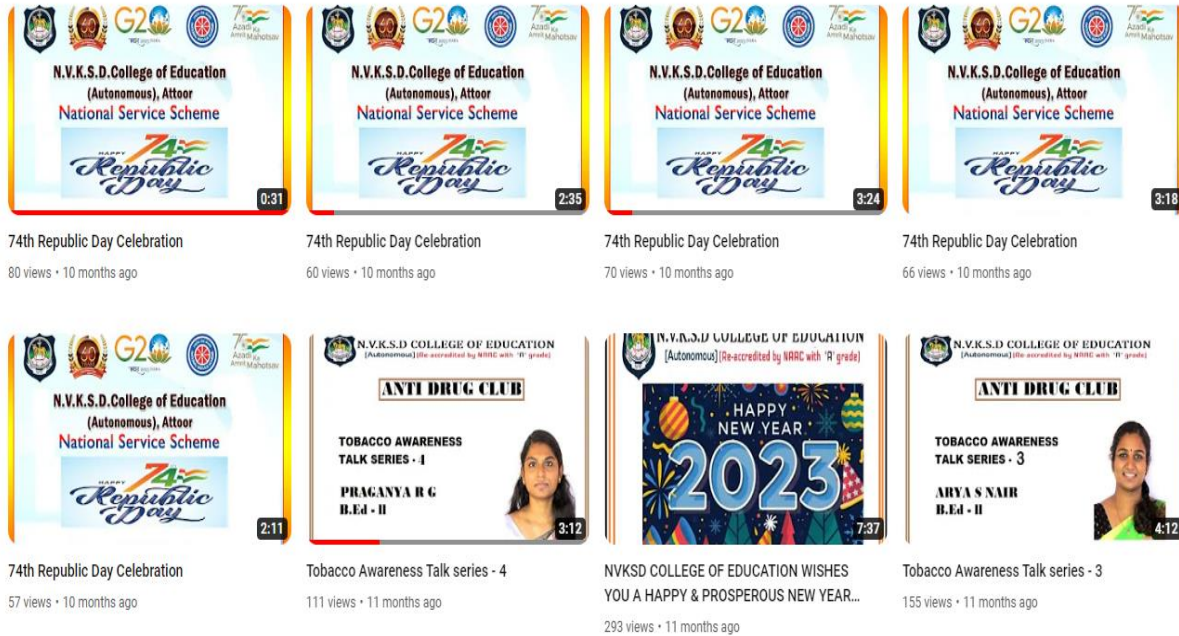 G20
Azadi Ka
Amrit Mahotsav
N.V.K.S.D.College of Education
(Autonomous), Attoor
National Service Scheme
HAPPY
74th
Republic
Day
0:31
74th Republic Day Celebration
80 views • 10 months ago
G20
Azadi Ka
Amrit Mahotsav
N.V.K.S.D.College of Education
(Autonomous), Attoor
National Service Scheme
HAPPY
74th
Republic
Day
2:35
74th Republic Day Celebration
60 views • 10 months ago
G20
Azadi Ka
Amrit Mahotsav
N.V.K.S.D.College of Education
(Autonomous), Attoor
National Service Scheme
HAPPY
74th
Republic
Day
3:24
74th Republic Day Celebration
70 views • 10 months ago
G20
Azadi Ka
Amrit Mahotsav
N.V.K.S.D.College of Education
(Autonomous), Attoor
National Service Scheme
HAPPY
74th
Republic
Day
3:18
74th Republic Day Celebration
66 views • 10 months ago
G20
Azadi Ka
Amrit Mahotsav
N.V.K.S.D.College of Education
(Autonomous), Attoor
National Service Scheme
HAPPY
74th
Republic
Day
2:11
74th Republic Day Celebration
57 views • 10 months ago
N.V.K.S.D COLLEGE OF EDUCATION
[Autonomous] (Re-accredited by NAAC with 'A' grade)
ANTI DRUG CLUB
TOBACCO AWARENESS
TALK SERIES - 4
PRAGANYA R G
B.Ed - II
3:12
Tobacco Awareness Talk series - 4
111 views • 11 months ago
N.V.K.S.D COLLEGE OF EDUCATION
[Autonomous] (Re-accredited by NAAC with 'A' grade)
HAPPY
NEW YEAR
2023
7:37
NVKSD COLLEGE OF EDUCATION WISHES
YOU A HAPPY & PROSPEROUS NEW YEAR...
293 views • 11 months ago
N.V.K.S.D COLLEGE OF EDUCATION
[Autonomous] (Re-accredited by NAAC with 'A' grade)
ANTI DRUG CLUB
TOBACCO AWARENESS
TALK SERIES - 3
ARYA S NAIR
B.Ed - II
4:12
Tobacco Awareness Talk series - 3
155 views • 11 months ago